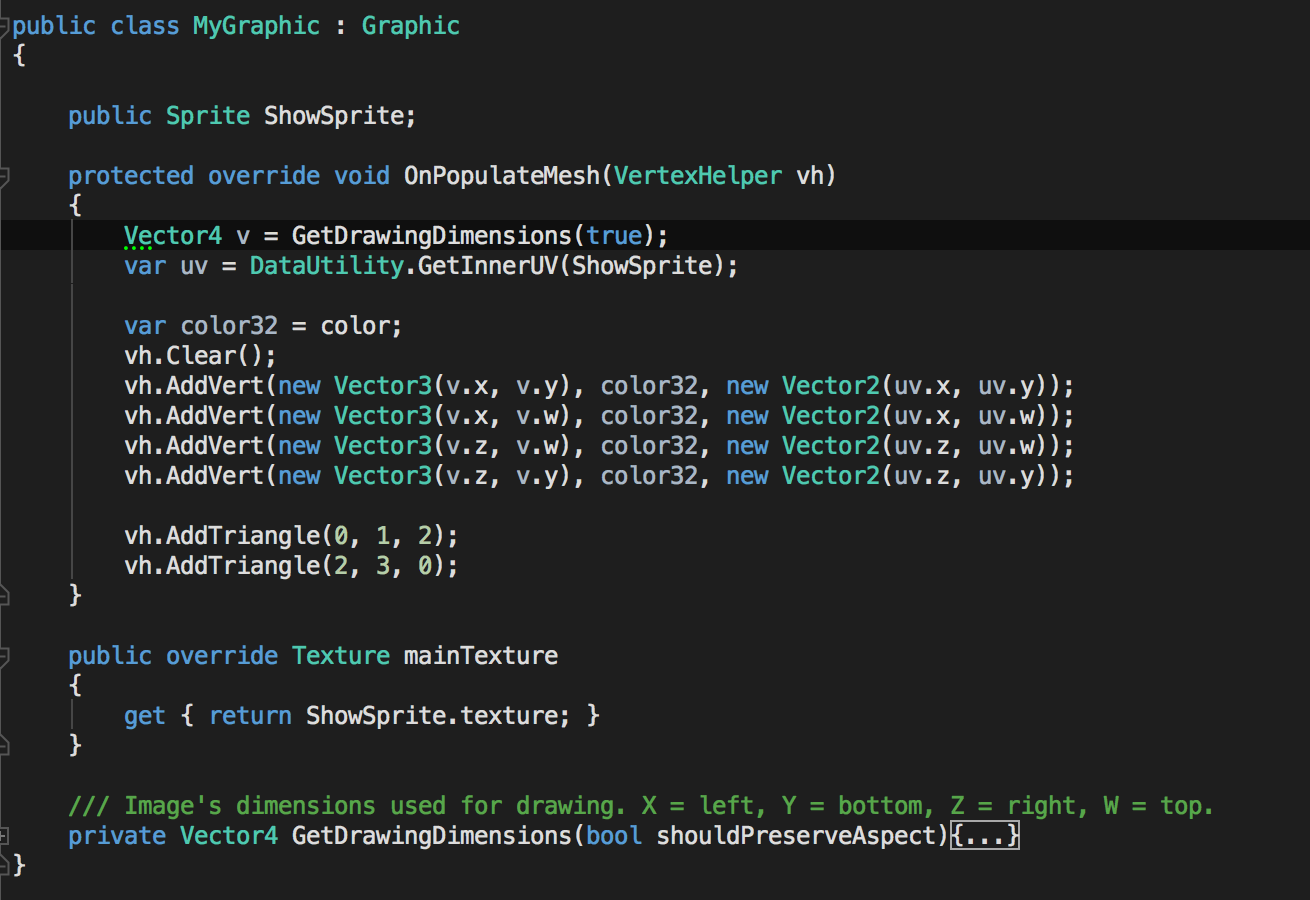 public class MyGraphic : Graphic
{
public Sprite ShowSprite;
protected override void OnPopulateMesh(VertexHelper vh)
{
Vector4 v = GetDrawingDimensions(true);
var uv = DataUtility.GetInnerUV(ShowSprite);
var color32 = color;
vh.Clear();
vh.AddVert(new Vector3(v.x, v.y), color32, new Vector2(uv.x, uv.y));
vh.AddVert(new Vector3(v.x, v.w), color32, new Vector2(uv.x, uv.w));
vh.AddVert(new Vector3(v.z, v.w), color32, new Vector2(uv.z, uv.w));
vh.AddVert(new Vector3(v.z, v.y), color32, new Vector2(uv.z, uv.y));
vh.AddTriangle(0, 1, 2);
vh.AddTriangle(2, 3, 0);
}
public override Texture mainTexture
{
get { return ShowSprite.texture; }
}
/// Image's dimensions used for drawing. X = left, Y = bottom, Z = right, W = top.
private Vector4 GetDrawingDimensions(bool shouldPreserveAspect){...}
}